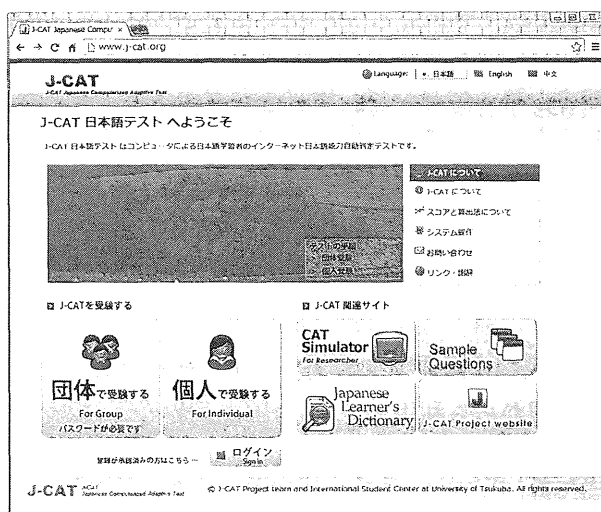 J-CAT Japanese Compu ×
www.j-cat.org
J-CAT
J-CAT Japanese Computerized Adaptive Test
Language: 日本語 English 中文
J-CAT 日本語テスト へようこそ
J-CAT 日本語テスト はコンピュータによる日本語学習者のインターネット日本語能力自動判定テストです。
J-CATについて
J-CATについて
スコアと算出法について
システム要件
お問い合わせ
リンク・説明
テストの準備
団体受験
個人受験
J-CATを受験する
J-CAT 関連サイト
団体で受験する
For Group
パスワードが必要です
個人で受験する
For Individual
CAT Simulator
For Researcher
Sample Questions
Japanese Learner's Dictionary
J-CAT Project website
登録が承認済みの方はこちら…
ログイン
Sign in
J-CAT
J-CAT
Japanese Computerized Adaptive Test
© J-CAT Project team and International Student Center at University of Tsukuba. All rights reserved.